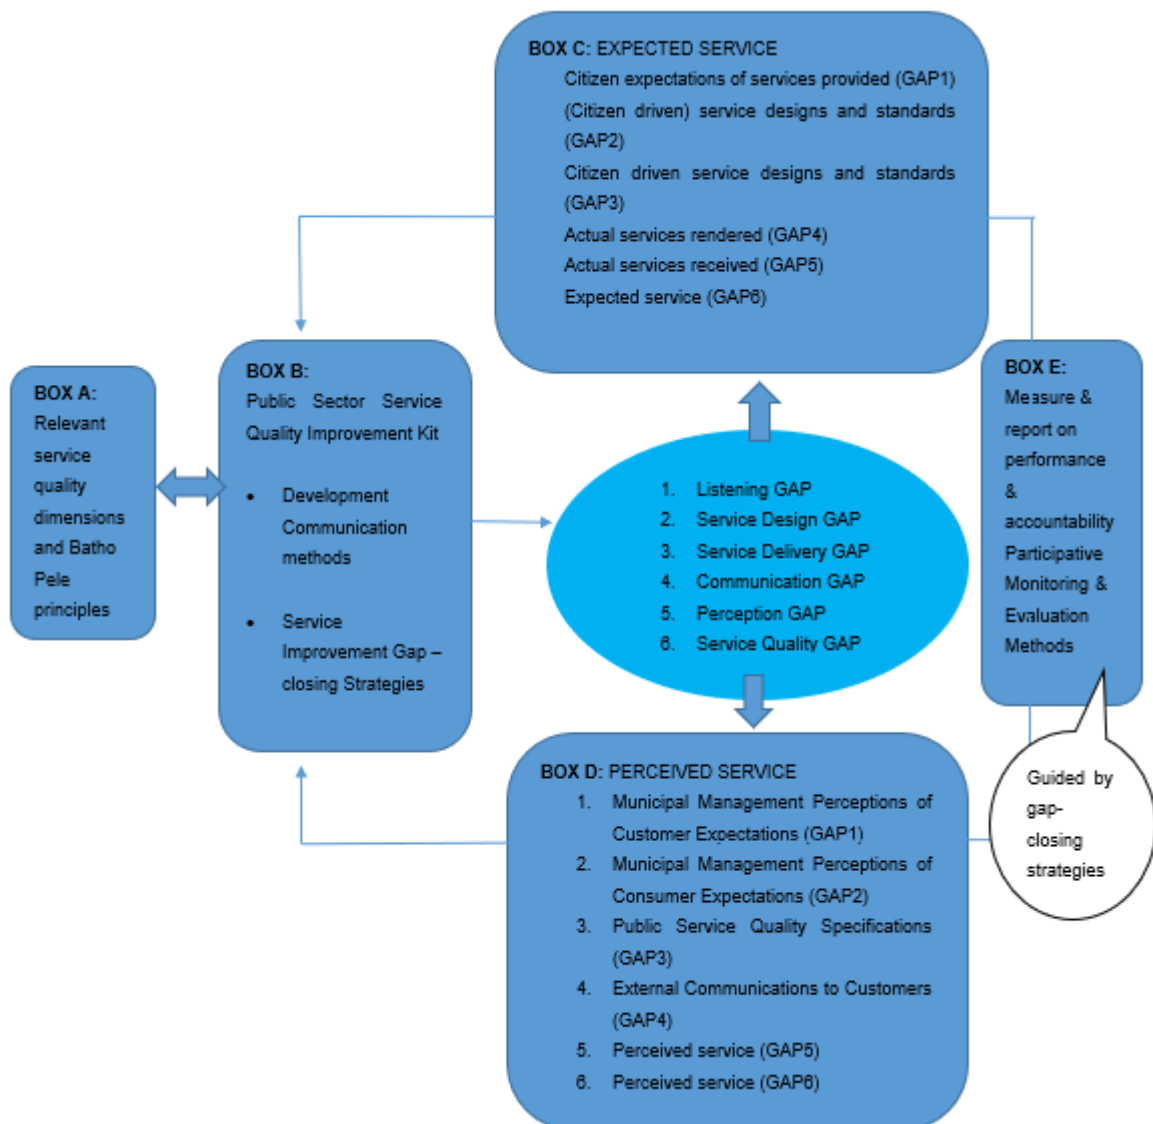 BOX C: EXPECTED SERVICE
Citizen expectations of services provided (GAP1)
(Citizen driven) service designs and standards
(GAP2)
Citizen driven service designs and standards
(GAP3)
Actual services rendered (GAP4)
Actual services received (GAP5)
Expected service (GAP6)
BOX A:
Relevant
service
quality
dimensions
and Batho
Pele
principles
BOX B:
Public Sector Service
Quality Improvement Kit
• Development
Communication
methods
• Service
Improvement Gap –
closing Strategies
1. Listening GAP
2. Service Design GAP
3. Service Delivery GAP
4. Communication GAP
5. Perception GAP
6. Service Quality GAP
BOX E:
Measure &
report on
performance
&
accountability
Participative
Monitoring &
Evaluation
Methods
Guided by
gap-
closing
strategies
BOX D: PERCEIVED SERVICE
1. Municipal Management Perceptions of
Customer Expectations (GAP1)
2. Municipal Management Perceptions of
Consumer Expectations (GAP2)
3. Public Service Quality Specifications
(GAP3)
4. External Communications to Customers
(GAP4)
5. Perceived service (GAP5)
6. Perceived service (GAP6)